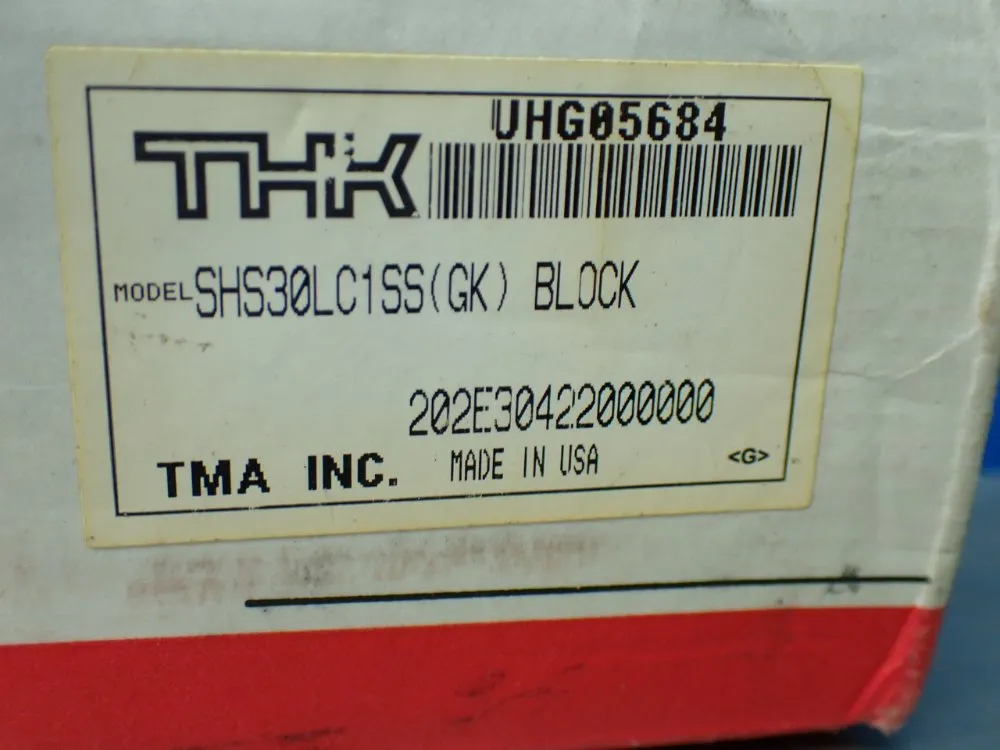 UHG05684
THK
MODEL SHS30LC1SS(GK) BLOCK
202E30422000000
TMA INC. MADE IN USA <G>